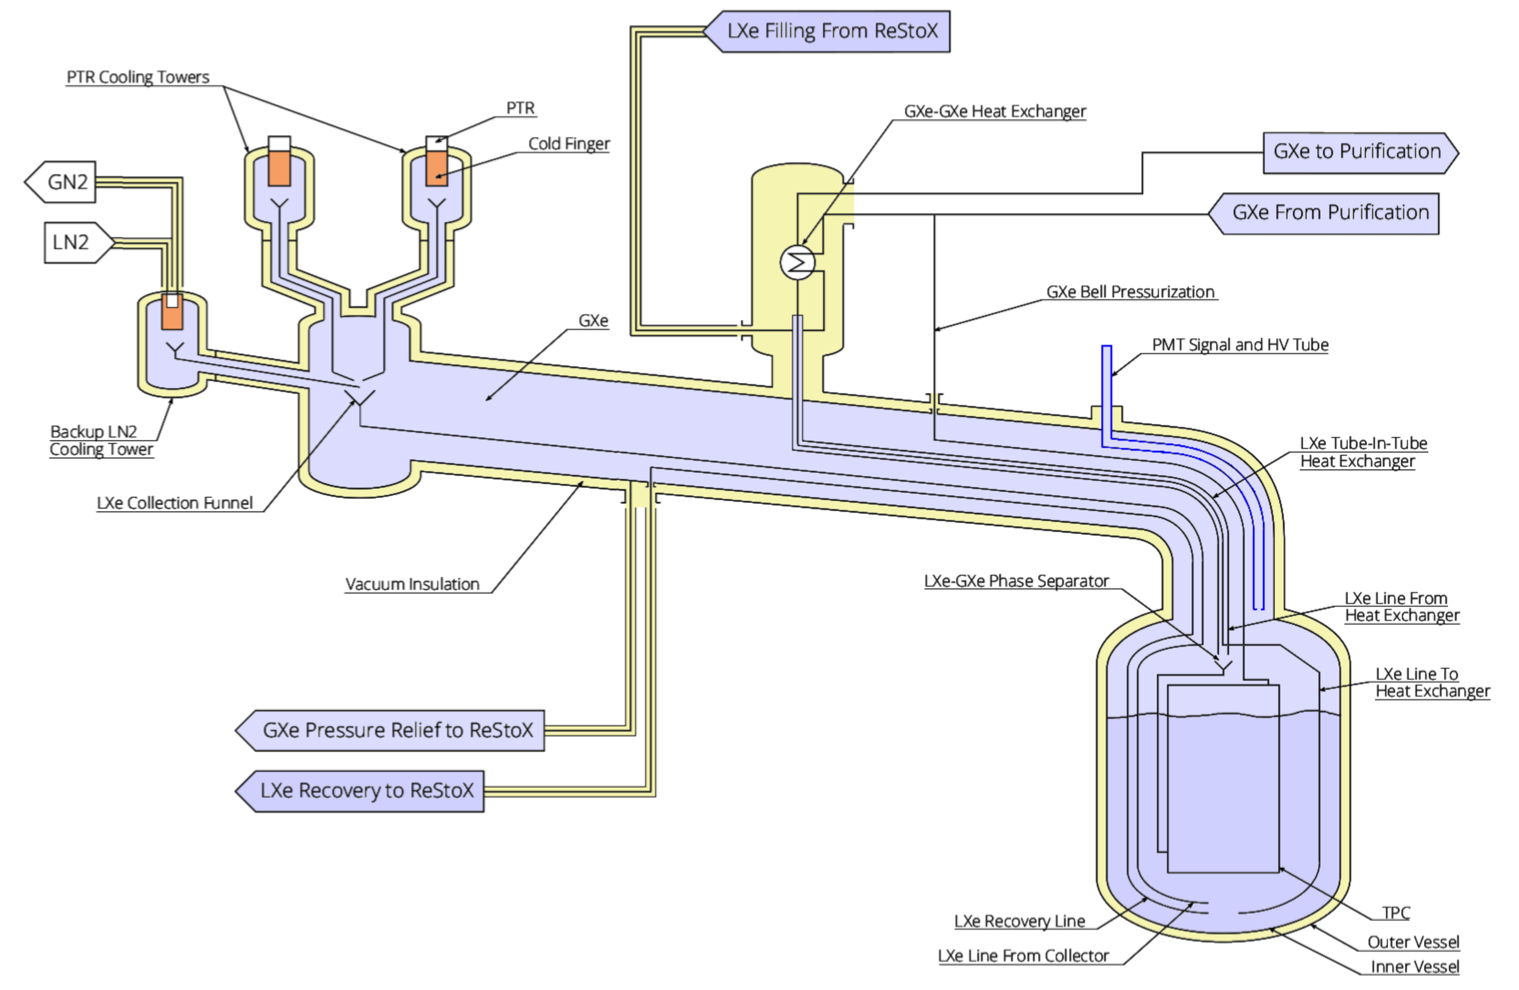 LXe Filling From ReStoX
PTR Cooling Towers
PTR
GXe-GXe Heat Exchanger
Cold Finger
GXe to Purification
GN2
GXe From Purification
LN2
GXe Bell Pressurization
GXe
PMT Signal and HV Tube
Backup LN2
Cooling Tower
LXe Tube-In-Tube
Heat Exchanger
LXe Collection Funnel
Vacuum Insulation
LXe-GXe Phase Separator
LXe Line From
Heat Exchanger
LXe Line To
Heat Exchanger
GXe Pressure Relief to ReStoX
LXe Recovery to ReStoX
TPC
LXe Recovery Line
Outer Vessel
LXe Line From Collector
Inner Vessel